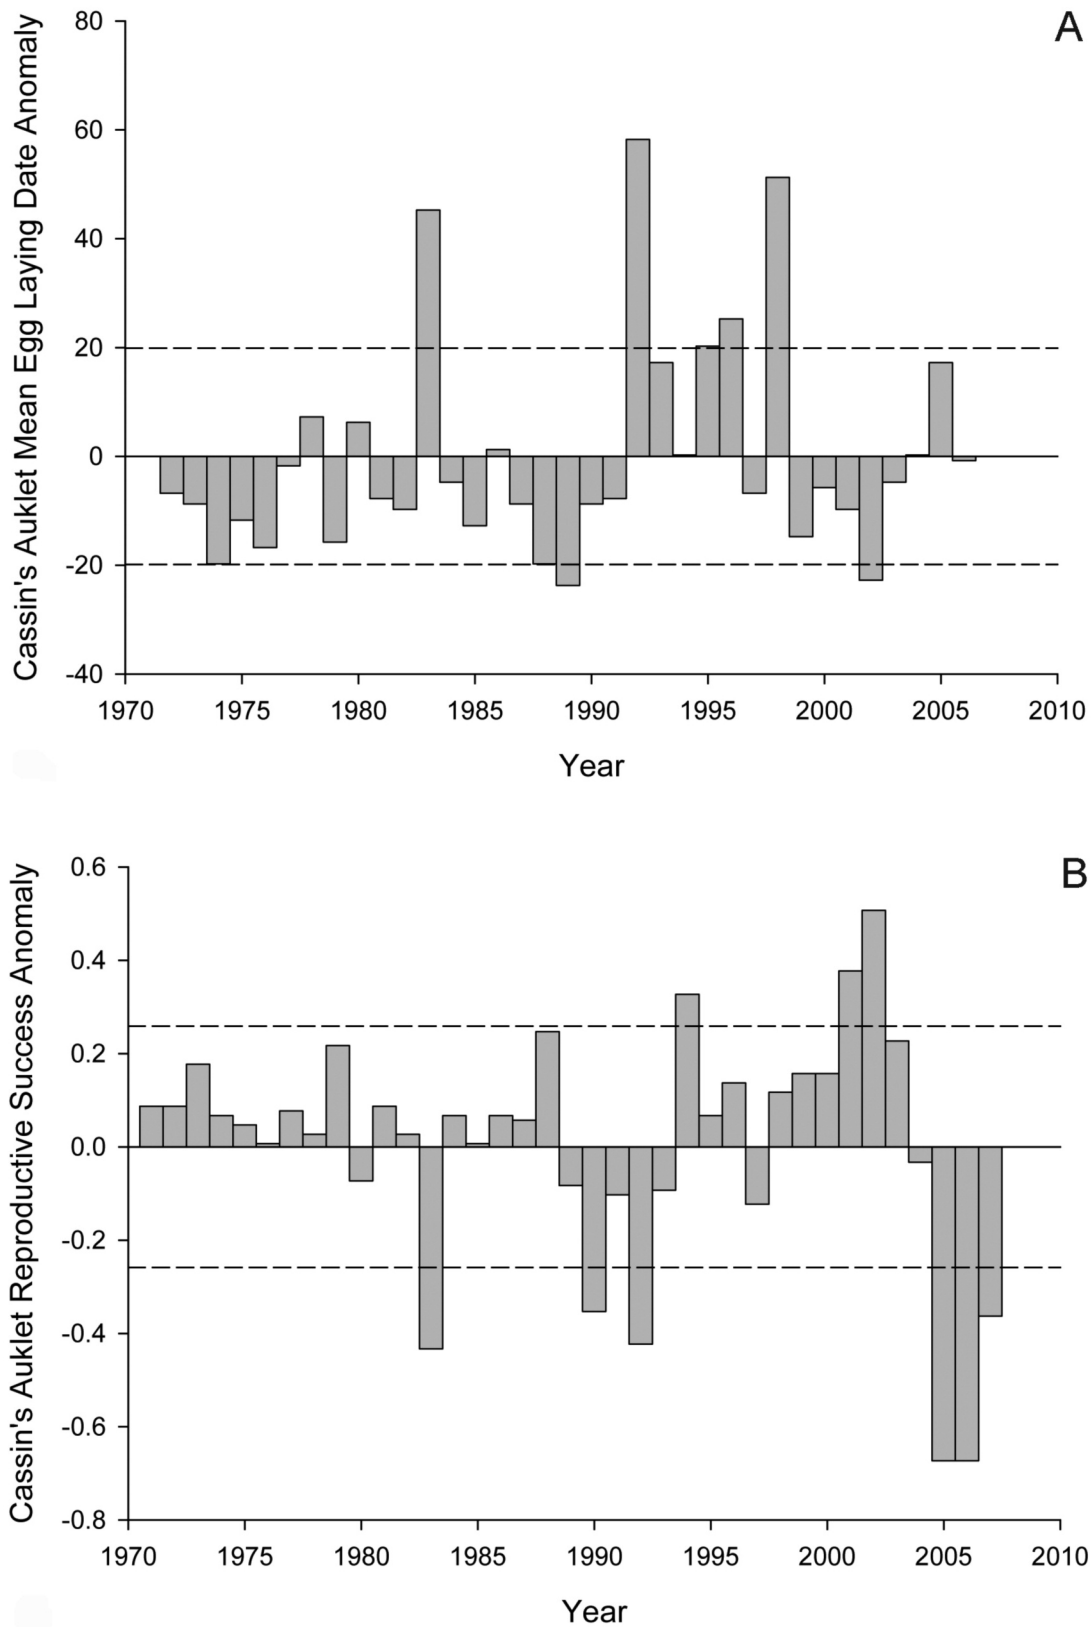 A
Cassin's Auklet Mean Egg Laying Date Anomaly
80
60
40
20
0
-20
-40
1970 1975 1980 1985 1990 1995 2000 2005 2010
Year
B
Cassin's Auklet Reproductive Success Anomaly
0.6
0.4
0.2
0.0
-0.2
-0.4
-0.6
-0.8
1970 1975 1980 1985 1990 1995 2000 2005 2010
Year